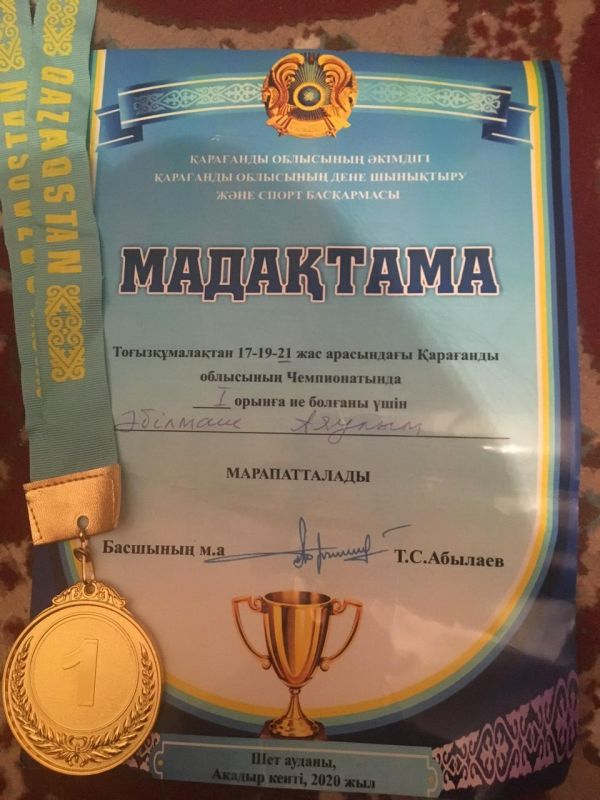 QAZAQSTAN
QAZAQSTAN
ҚАРАҒАНДЫ ОБЛЫСЫНЫҢ ӘКІМДІГІ
ҚАРАҒАНДЫ ОБЛЫСЫНЫҢ ДЕНЕ ШЫНЫҚТЫРУ
ЖӘНЕ СПОРТ БАСҚАРМАСЫ
МАДАҚТАМА
Тоғызқұмалақтан 17-19-21 жас арасындағы Қарағанды
облысының Чемпионатында
I орынға ие болғаны үшін
Әбілмаш Аяулым
МАРАПАТТАЛАДЫ
Басшының м.а Т.С.Абылаев
1
Шет ауданы,
Ақадыр кенті, 2020 жыл